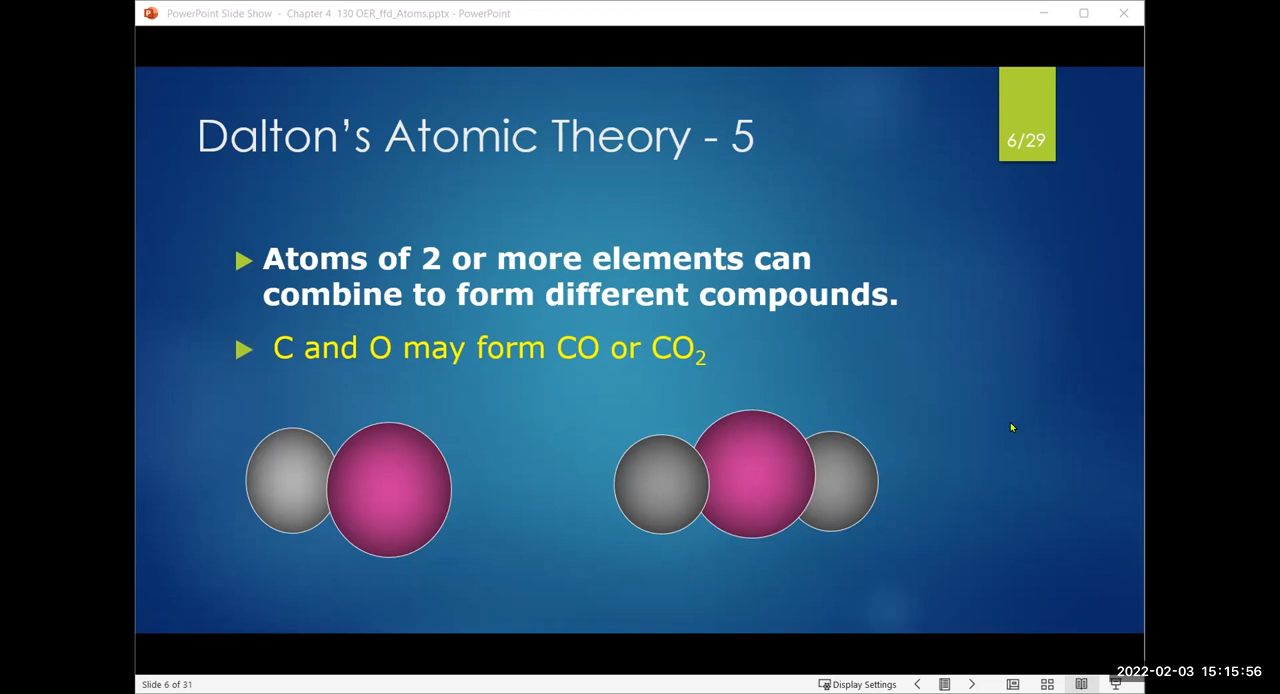 PowerPoint Slide Show - Chapter 4 130 OER_ffd_Atoms.pptx - PowerPoint
Dalton's Atomic Theory - 5
6/29
Atoms of 2 or more elements can
combine to form different compounds.
C and O may form CO or CO₂
2022-02-03 15:15:56
Slide 6 of 31
Display Settings